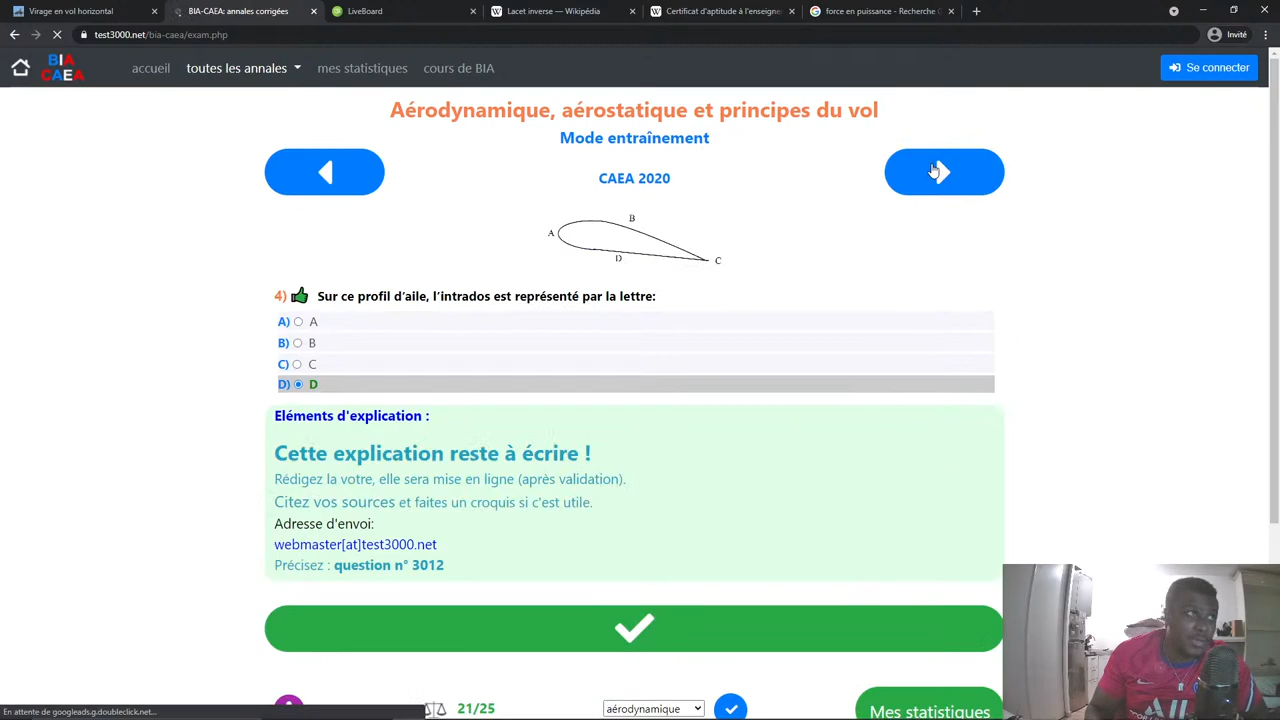 Virage en vol horizontal
BIA-CAEA: annales corrigées
LiveBoard
Lacet inverse — Wikipédia
Certificat d'aptitude à l'enseigne
force en puissance - Recherche
test3000.net/bia-caea/exam.php
Invité
BIA
CAEA
accueil
toutes les annales
mes statistiques
cours de BIA
Se connecter
Aérodynamique, aérostatique et principes du vol
Mode entraînement
CAEA 2020
B
A
D
C
4) Sur ce profil d'aile, l'intrados est représenté par la lettre:
A) A
B) B
C) C
D) D
Eléments d'explication :
Cette explication reste à écrire !
Rédigez la votre, elle sera mise en ligne (après validation).
Citez vos sources et faites un croquis si c'est utile.
Adresse d'envoi:
webmaster[at]test3000.net
Précisez : question n° 3012
21/25
aérodynamique
Mes statistiques
En attente de googleads.g.doubleclick.net...